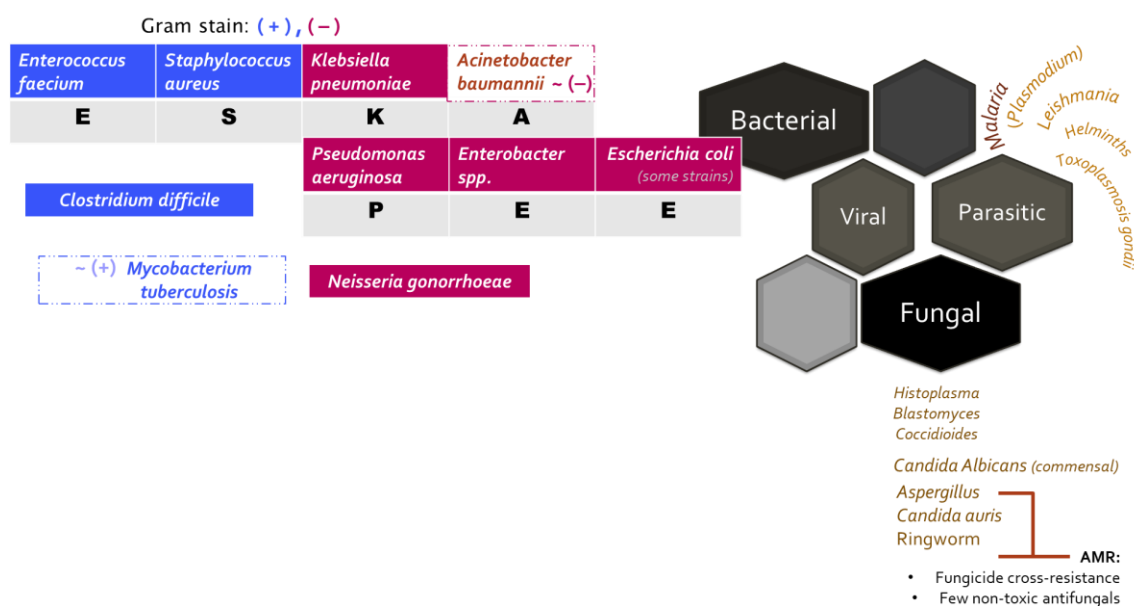 Gram stain: (+),(−)
Enterococcus
faecium
Staphylococcus
aureus
Klebsiella
pneumoniae
Acinetobacter
baumannii ~ (−)
E
S
K
A
Pseudomonas
aeruginosa
Enterobacter
spp.
Escherichia coli
(some strains)
P
E
E
Clostridium difficile
~ (+) Mycobacterium
tuberculosis
Neisseria gonorrhoeae
Bacterial
Viral
Parasitic
Fungal
Malaria
(Plasmodium)
Leishmania
Helminths
Toxoplasmosis gondii
Histoplasma
Blastomyces
Coccidioides
Candida Albicans (commensal)
Aspergillus
Candida auris
Ringworm
AMR:
• Fungicide cross-resistance
• Few non-toxic antifungals